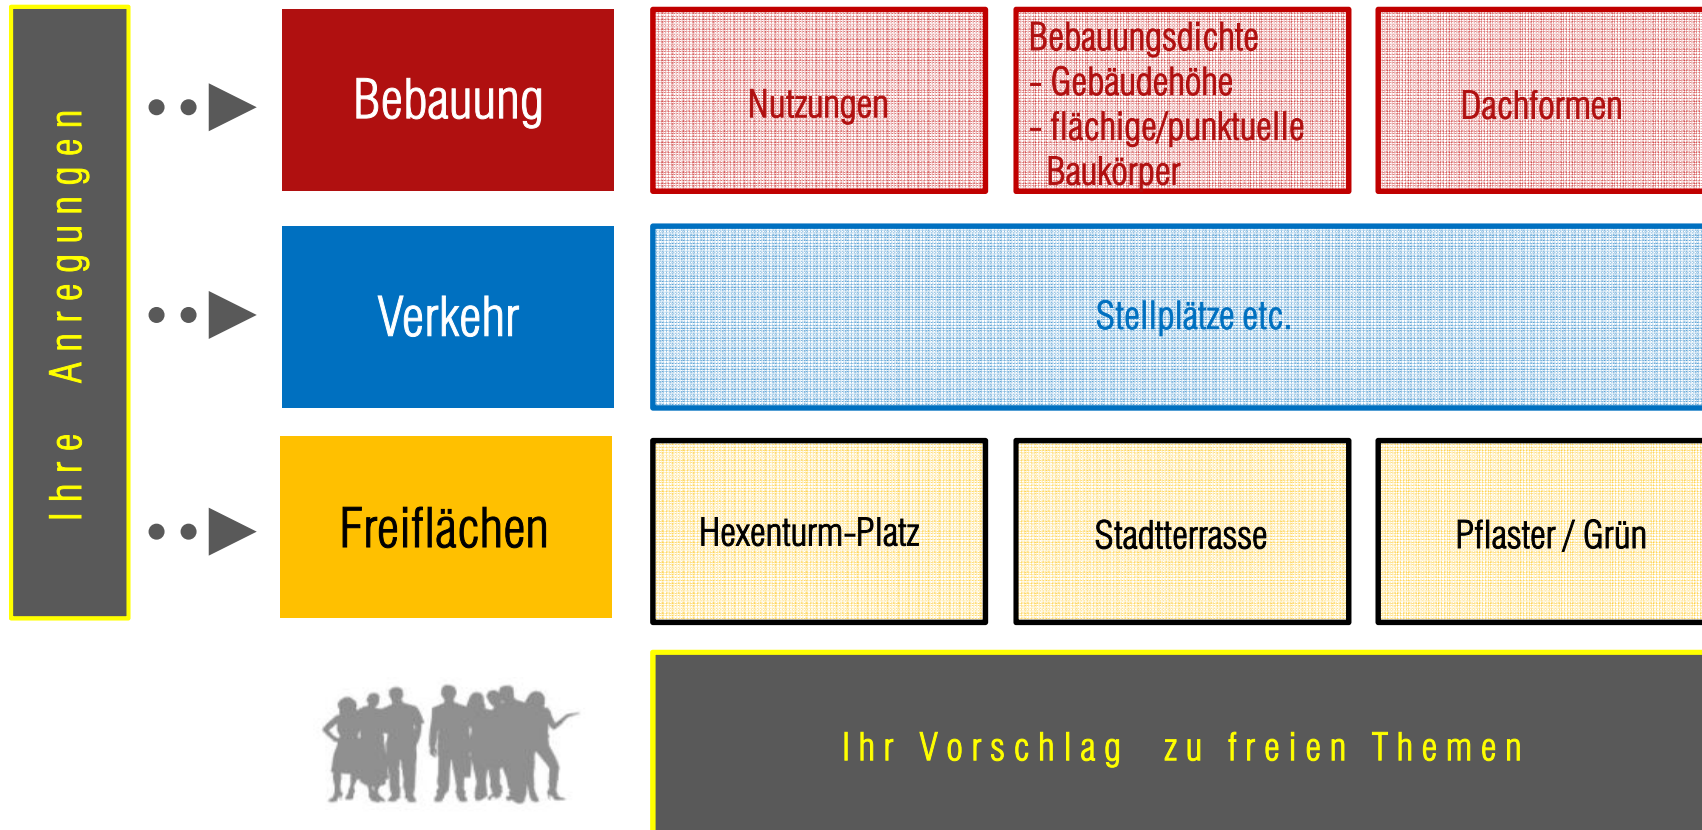 Ihre Anregungen
Bebauung
Nutzungen
Bebauungsdichte
- Gebäudehöhe
- flächige/punktuelle
Baukörper
Dachformen
Verkehr
Stellplätze etc.
Freiflächen
Hexenturm-Platz
Stadtterrasse
Pflaster / Grün
Ihr Vorschlag zu freien Themen